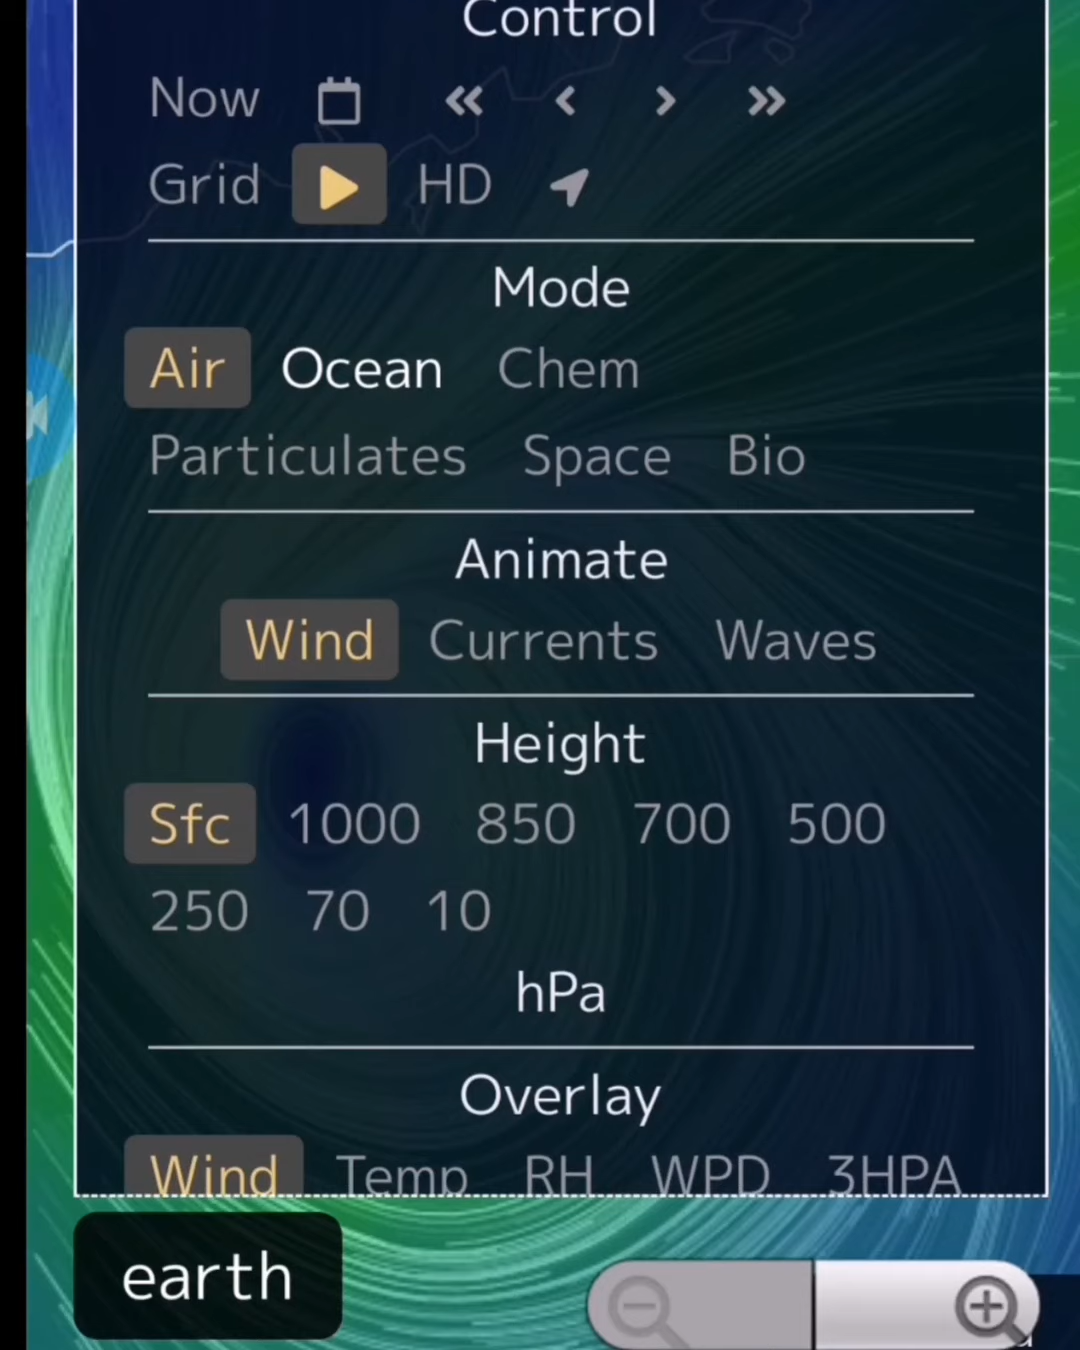 Control
Now
Grid HD
Mode
Air Ocean Chem
Particulates Space Bio
Animate
Wind Currents Waves
Height
Sfc 1000 850 700 500
250 70 10
hPa
Overlay
Wind Temp RH WPD 3HPA
earth